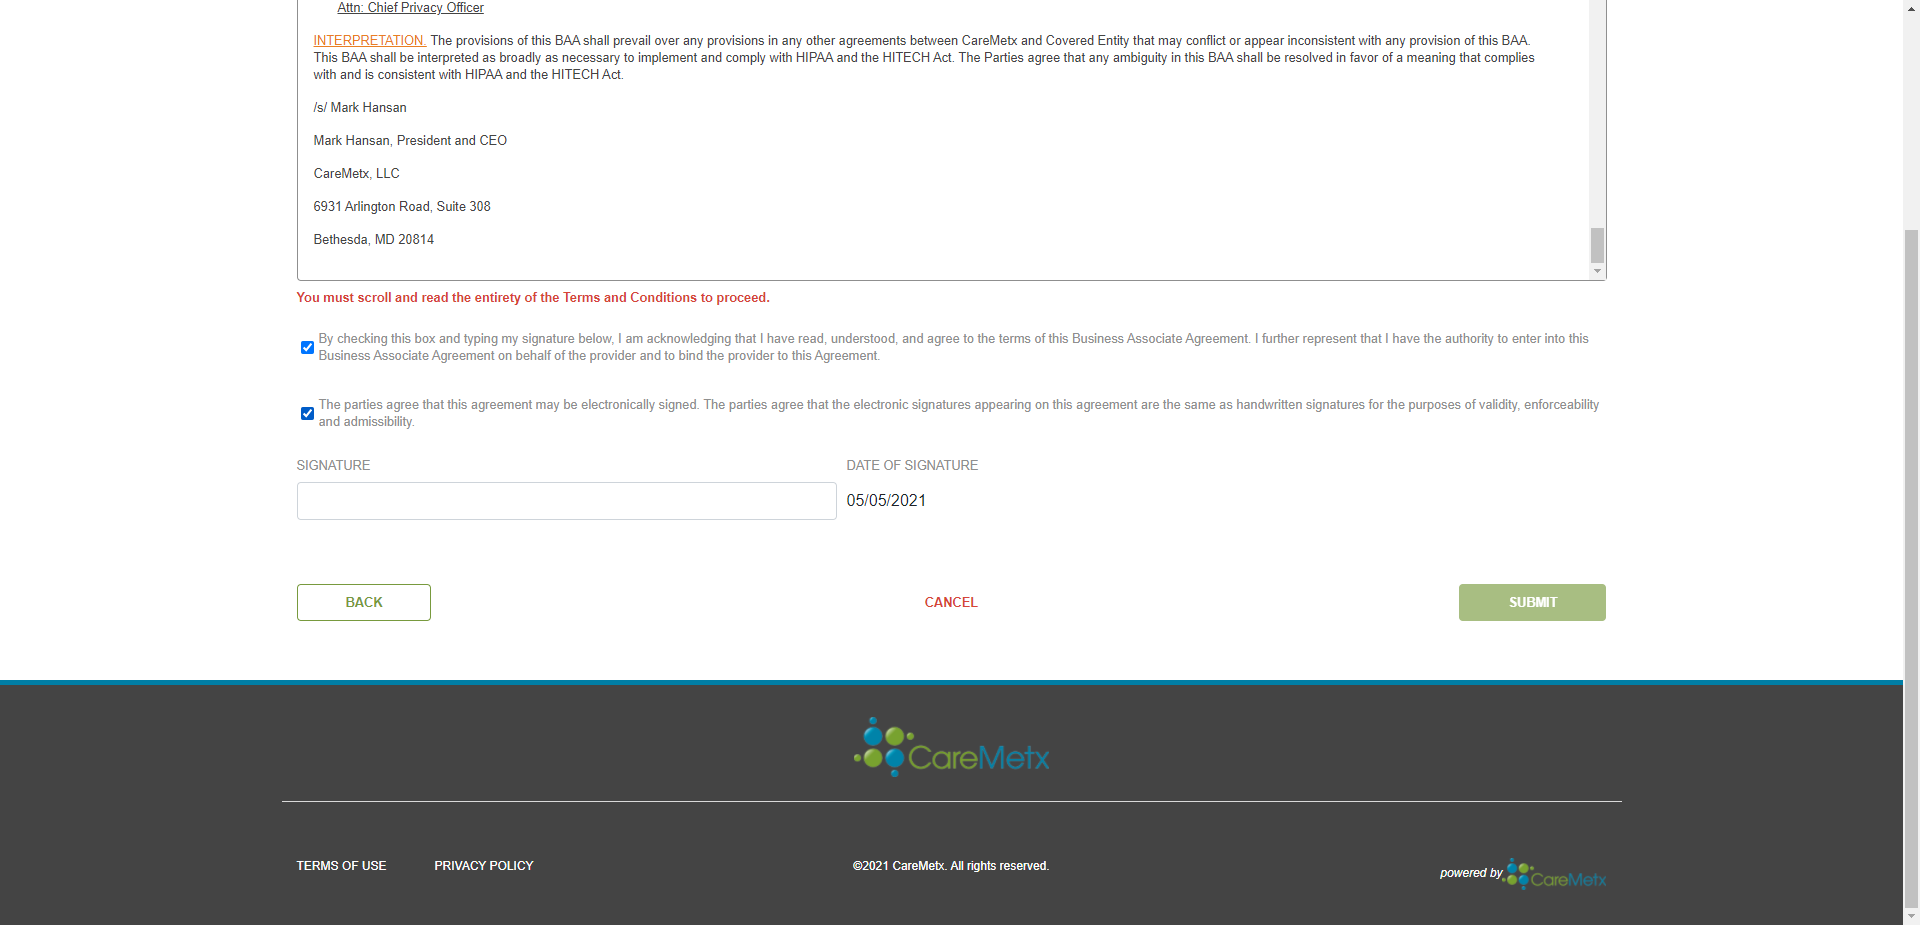 Attn: Chief Privacy Officer
INTERPRETATION. The provisions of this BAA shall prevail over any provisions in any other agreements between CareMetx and Covered Entity that may conflict or appear inconsistent with any provision of this BAA.
This BAA shall be interpreted as broadly as necessary to implement and comply with HIPAA and the HITECH Act. The Parties agree that any ambiguity in this BAA shall be resolved in favor of a meaning that complies
with and is consistent with HIPAA and the HITECH Act.
/s/ Mark Hansan
Mark Hansan, President and CEO
CareMetx, LLC
6931 Arlington Road, Suite 308
Bethesda, MD 20814
You must scroll and read the entirety of the Terms and Conditions to proceed.
By checking this box and typing my signature below, I am acknowledging that I have read, understood, and agree to the terms of this Business Associate Agreement. I further represent that I have the authority to enter into this
Business Associate Agreement on behalf of the provider and to bind the provider to this Agreement.
The parties agree that this agreement may be electronically signed. The parties agree that the electronic signatures appearing on this agreement are the same as handwritten signatures for the purposes of validity, enforceability
and admissibility.
SIGNATURE
DATE OF SIGNATURE
05/05/2021
BACK
CANCEL
SUBMIT
CareMetx
TERMS OF USE
PRIVACY POLICY
©2021 CareMetx. All rights reserved.
powered by CareMetx